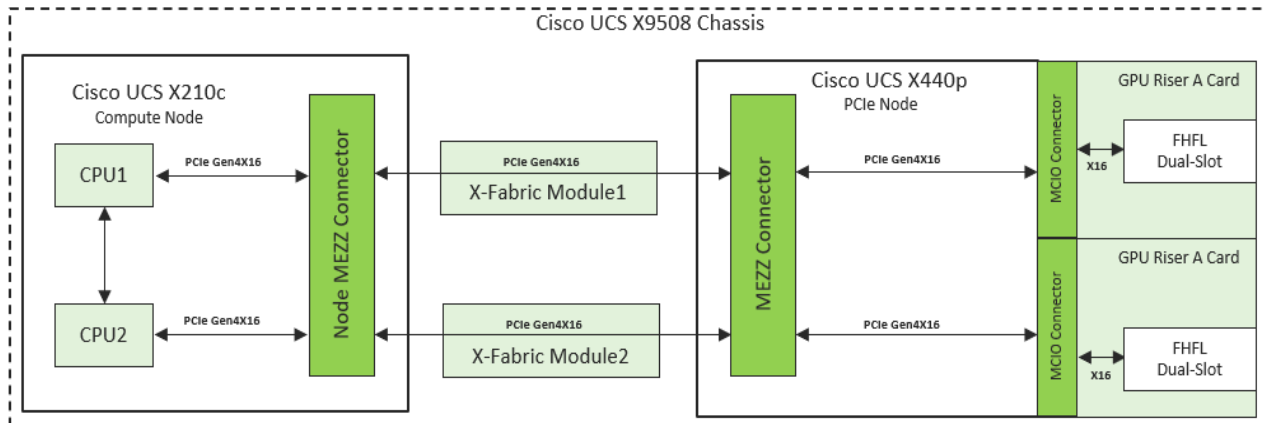 Cisco UCS X9508 Chassis
Cisco UCS X210c
Compute Node
CPU1
PCIe Gen4X16
CPU2
PCIe Gen4X16
Node MEZZ Connector
PCIe Gen4X16
X-Fabric Module1
PCIe Gen4X16
X-Fabric Module2
Cisco UCS X440p
PCIe Node
MEZZ Connector
PCIe Gen4X16
PCIe Gen4X16
MCIO Connector
GPU Riser A Card
X16
FHFL
Dual-Slot
MCIO Connector
GPU Riser A Card
X16
FHFL
Dual-Slot